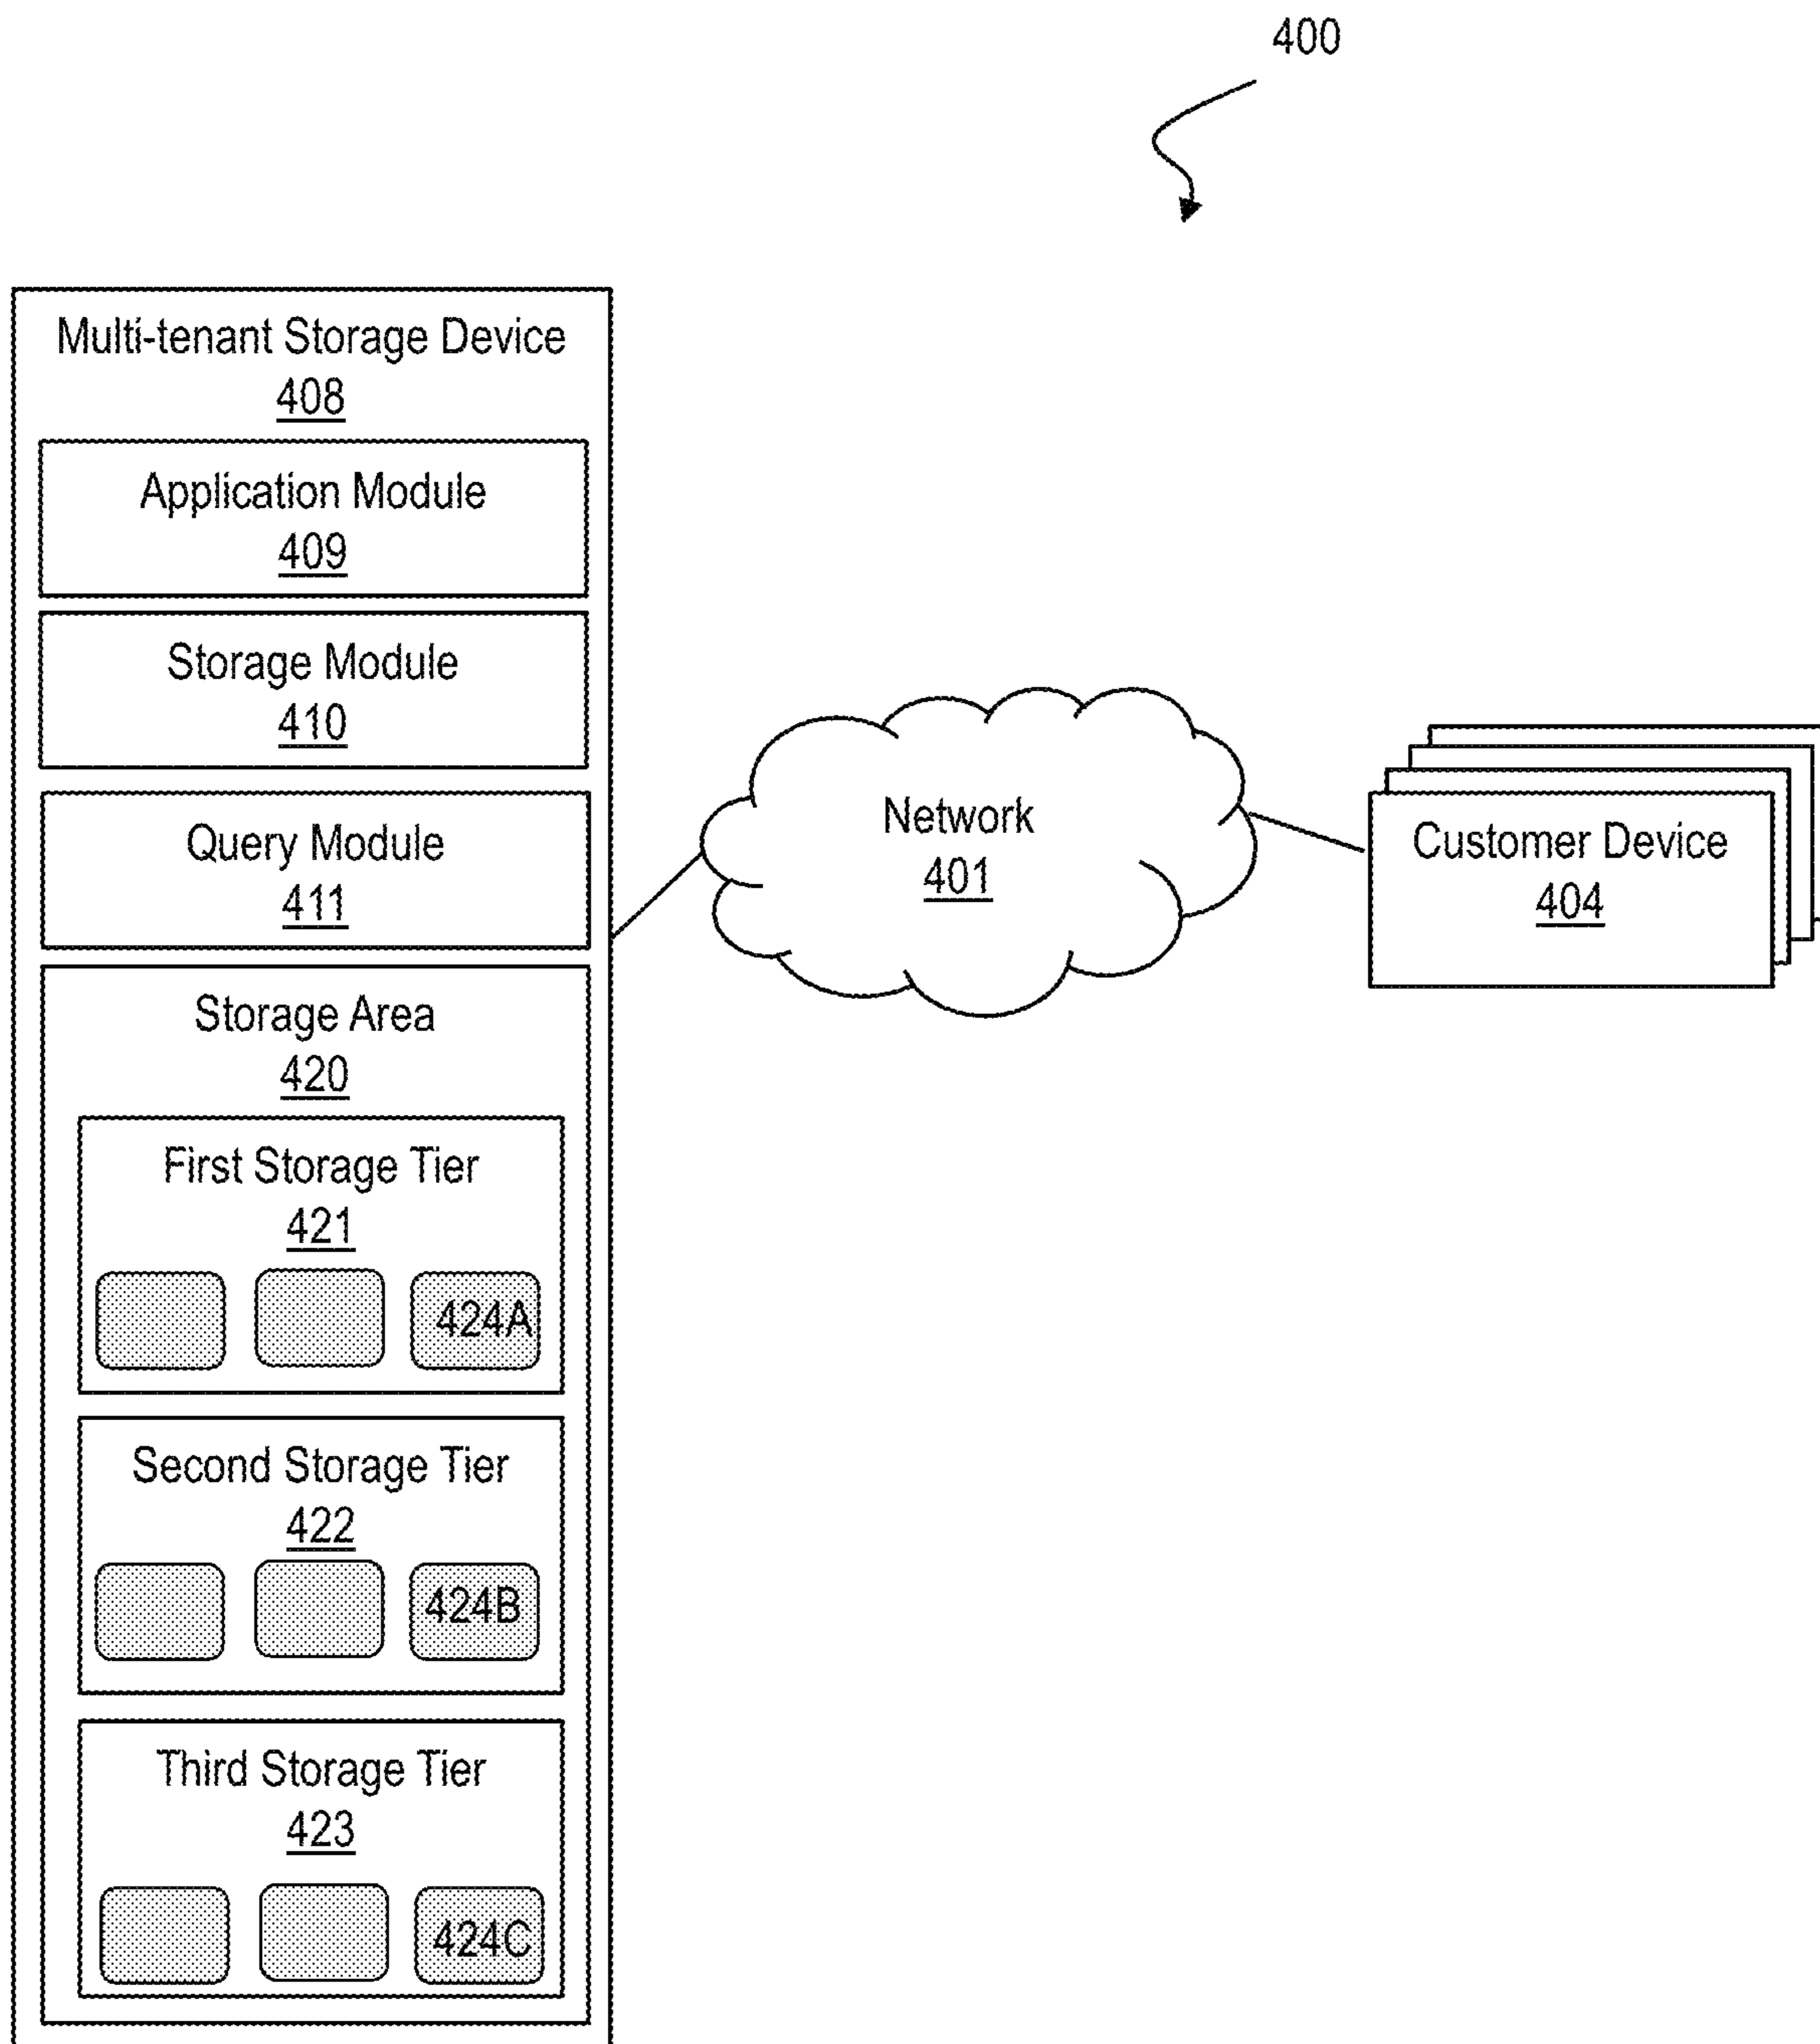 400
Multi-tenant Storage Device
408
Application Module
409
Storage Module
410
Query Module
411
Storage Area
420
First Storage Tier
421
424A
Second Storage Tier
422
424B
Third Storage Tier
423
424C
Network
401
Customer Device
404